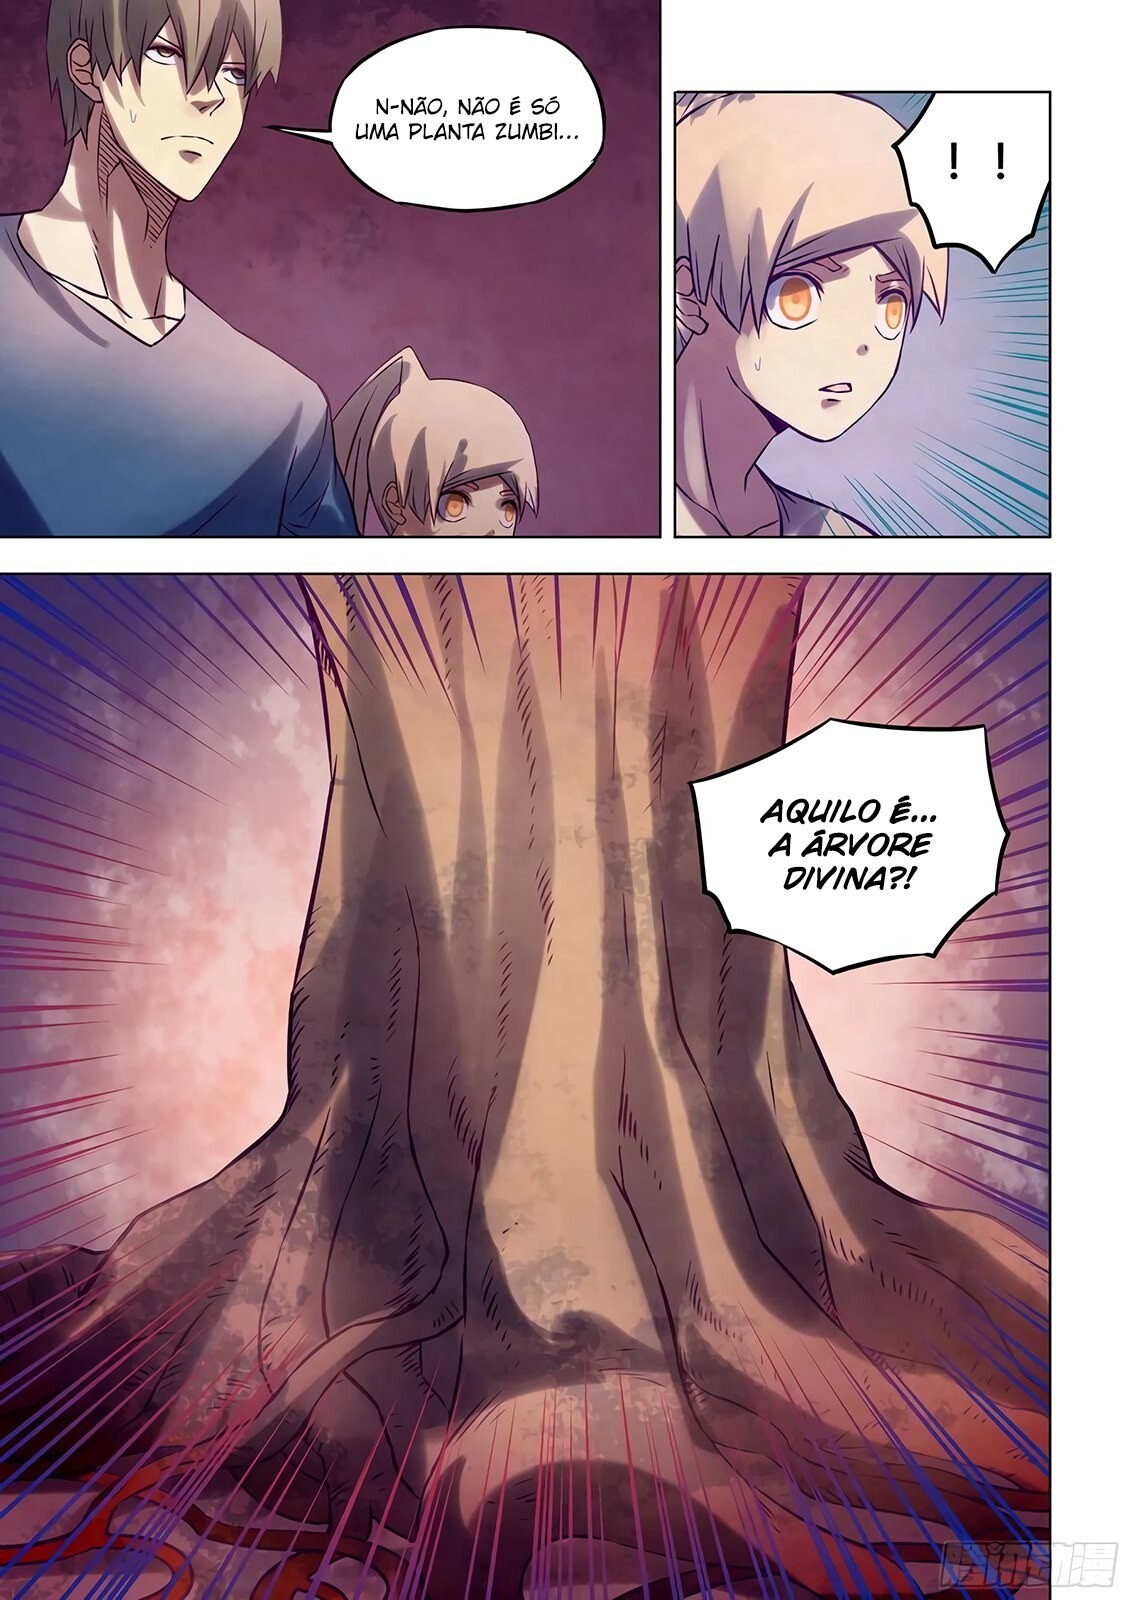 N-NÃO, NÃO É SÓ
UMA PLANTA ZUMBI...
! !
AQUILO É...
A ÁRVORE
DIVINA?!